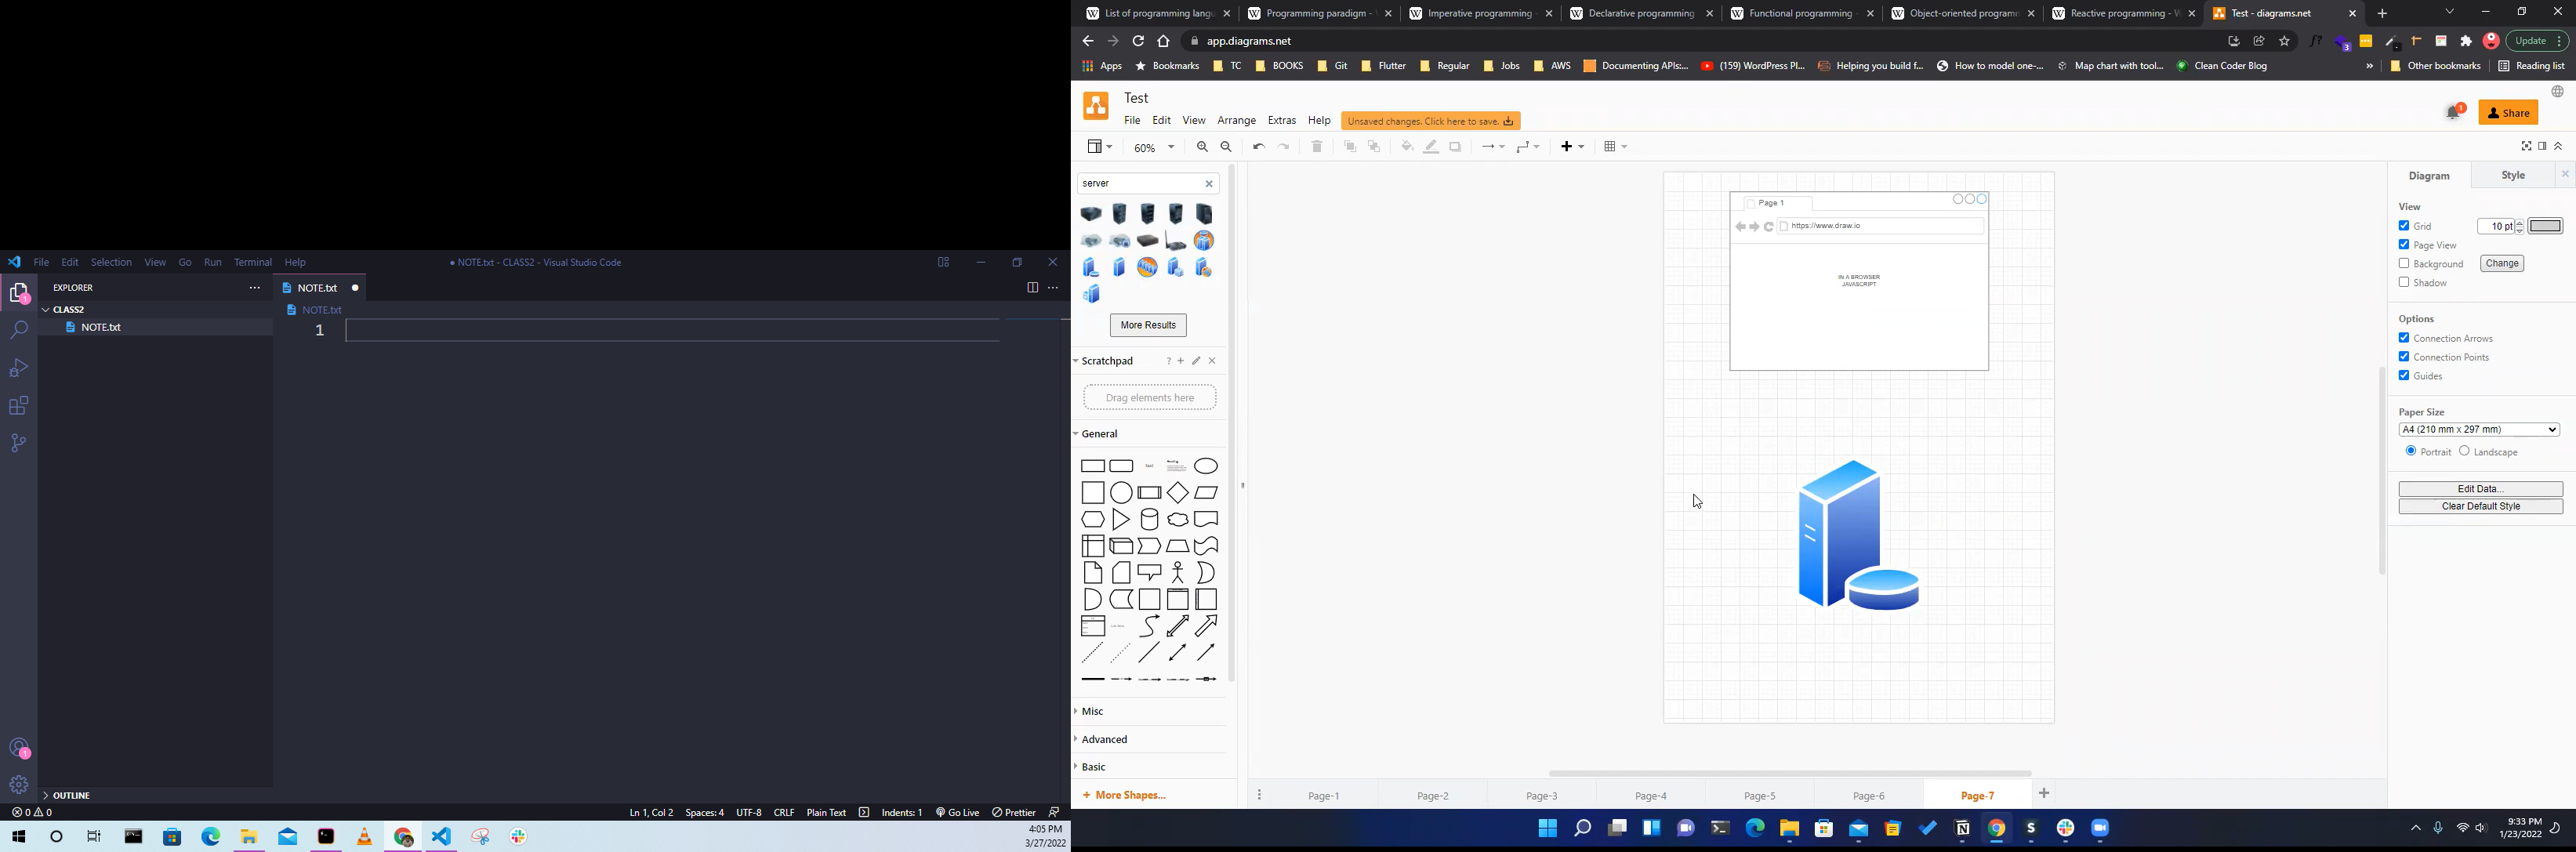 File Edit Selection View Go Run Terminal Help
● NOTE.txt - CLASS2 - Visual Studio Code
EXPLORER
CLASS2
NOTE.txt
OUTLINE
NOTE.txt ●
NOTE.txt
1
0 0
Ln 1, Col 2 Spaces: 4 UTF-8 CRLF Plain Text Indents: 1 Go Live Prettier
4:05 PM
3/27/2022
List of programming langu Programming paradigm - Imperative programming - Declarative programming Functional programming Object-oriented programm Reactive programming - W Test - diagrams.net
app.diagrams.net
Update
Apps Bookmarks TC BOOKS Git Flutter Regular Jobs AWS Documenting APIs:... (159) WordPress Pl... Helping you build f... How to model one-... Map chart with tool... Clean Coder Blog » Other bookmarks Reading list
Test
File Edit View Arrange Extras Help Unsaved changes. Click here to save.
1
Share
60%
server
More Results
Scratchpad
Drag elements here
General
Misc
Advanced
Basic
+ More Shapes...
Page 1
https://www.draw.io
IN A BROWSER
JAVASCRIPT
Page-1 Page-2 Page-3 Page-4 Page-5 Page-6 Page-7
Diagram Style
View
Grid 10 pt
Page View
Background Change
Shadow
Options
Connection Arrows
Connection Points
Guides
Paper Size
A4 (210 mm x 297 mm)
Portrait Landscape
Edit Data...
Clear Default Style
9:33 PM
1/23/2022